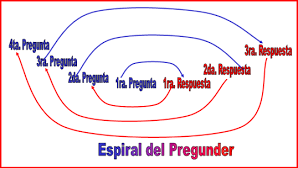 4ta. Pregunta
3ra. Pregunta
2da. Pregunta
1ra. Pregunta
1ra. Respuesta
2da. Respuesta
3ra. Respuesta
Espiral del Pregunder